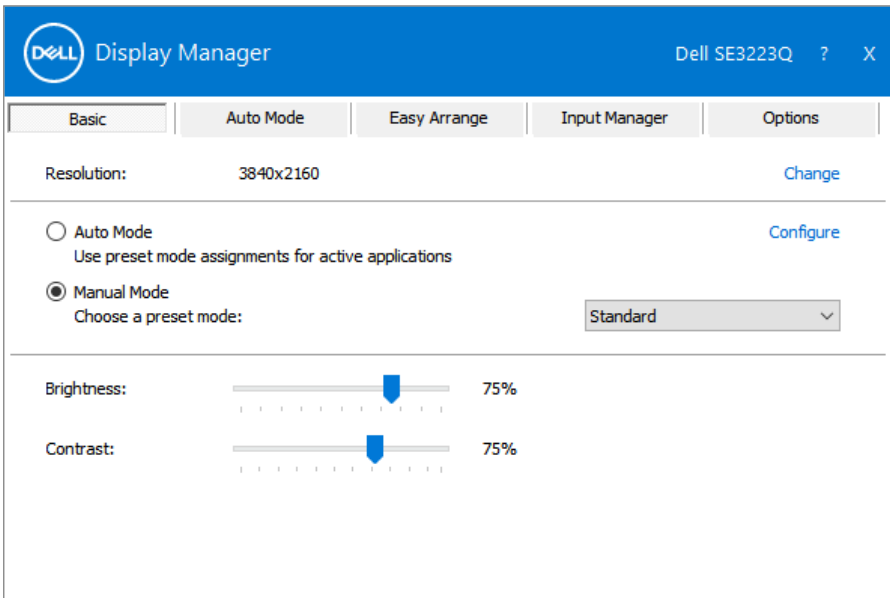 DELL Display Manager Dell SE3223Q ? X
Basic Auto Mode Easy Arrange Input Manager Options
Resolution: 3840x2160 Change
Auto Mode Configure
Use preset mode assignments for active applications
Manual Mode
Choose a preset mode: Standard
Brightness: 75%
Contrast: 75%